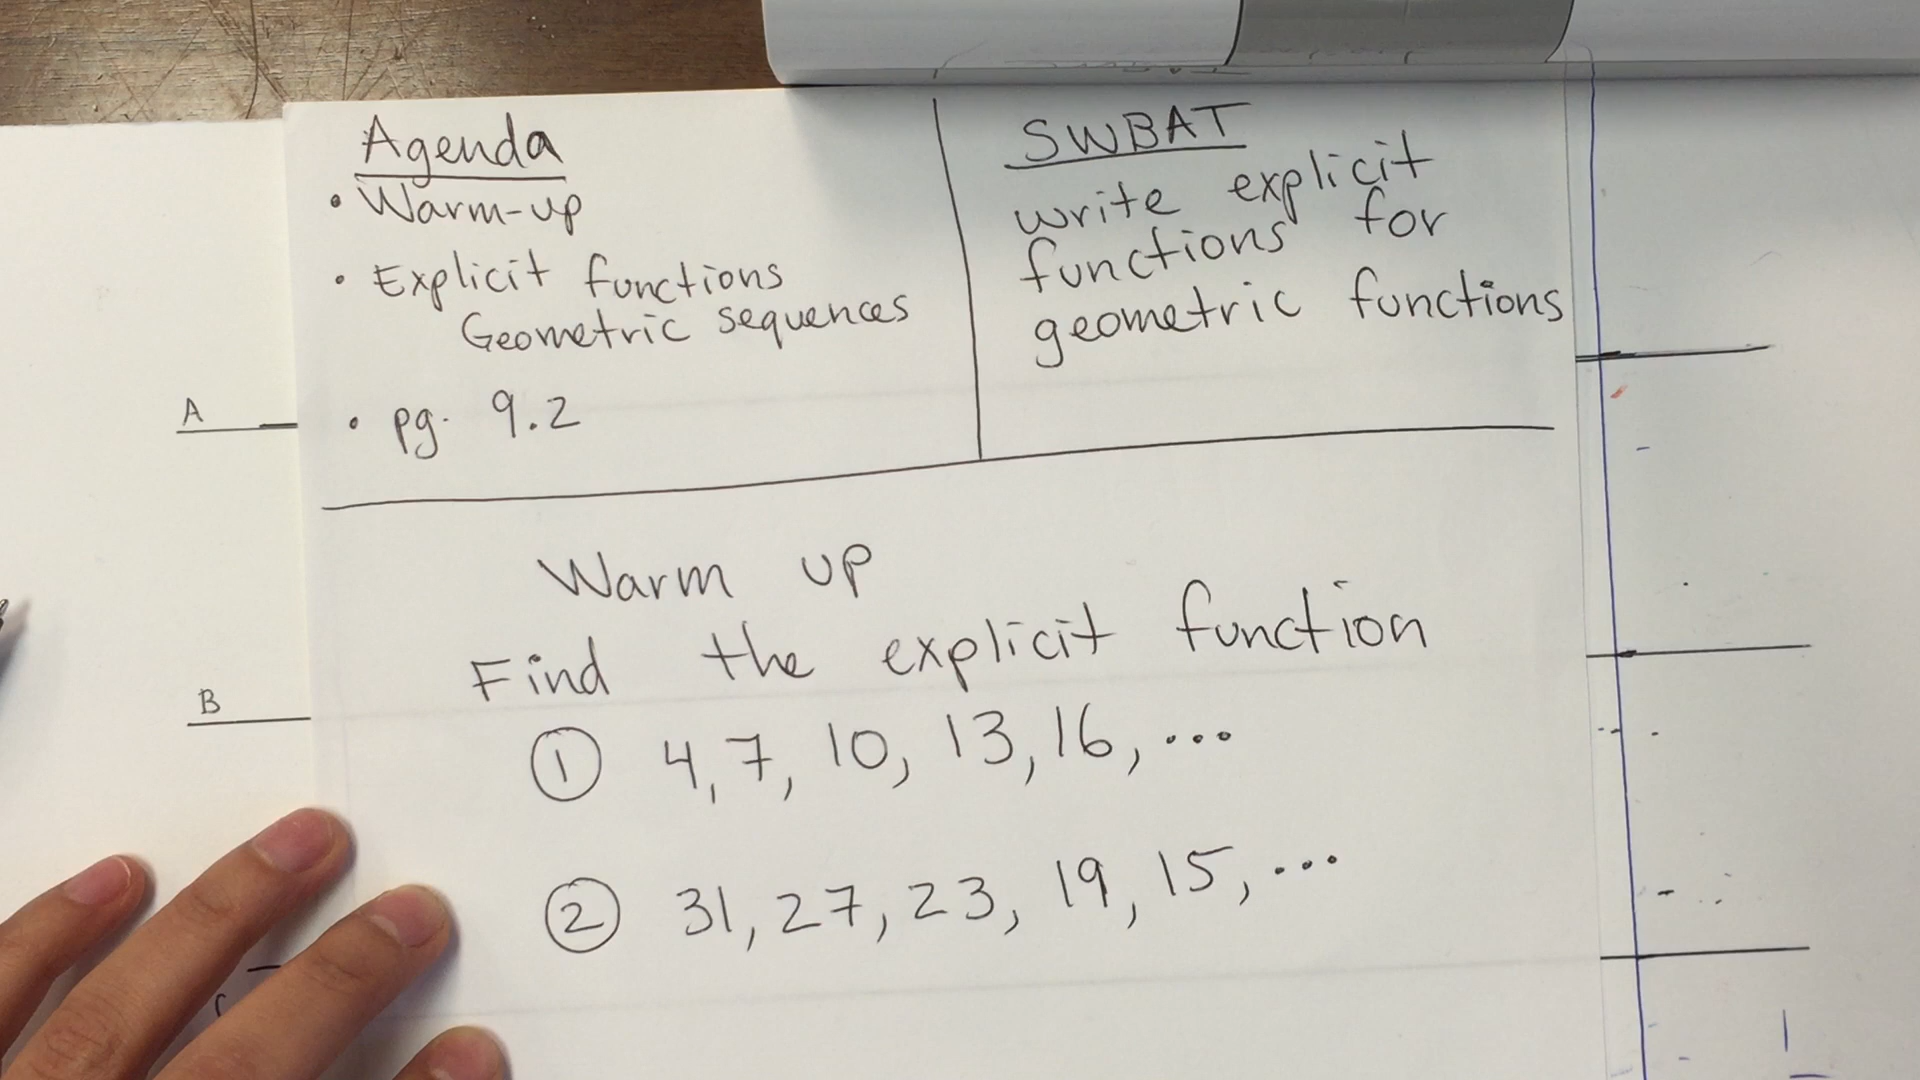 Agenda
• Warm-up
• Explicit functions
Geometric sequences
• pg. 9.2
SWBAT
write explicit
functions for
geometric functions
A
B
C
Warm up
Find the explicit function
① 4, 7, 10, 13, 16, ...
② 31, 27, 23, 19, 15, ...